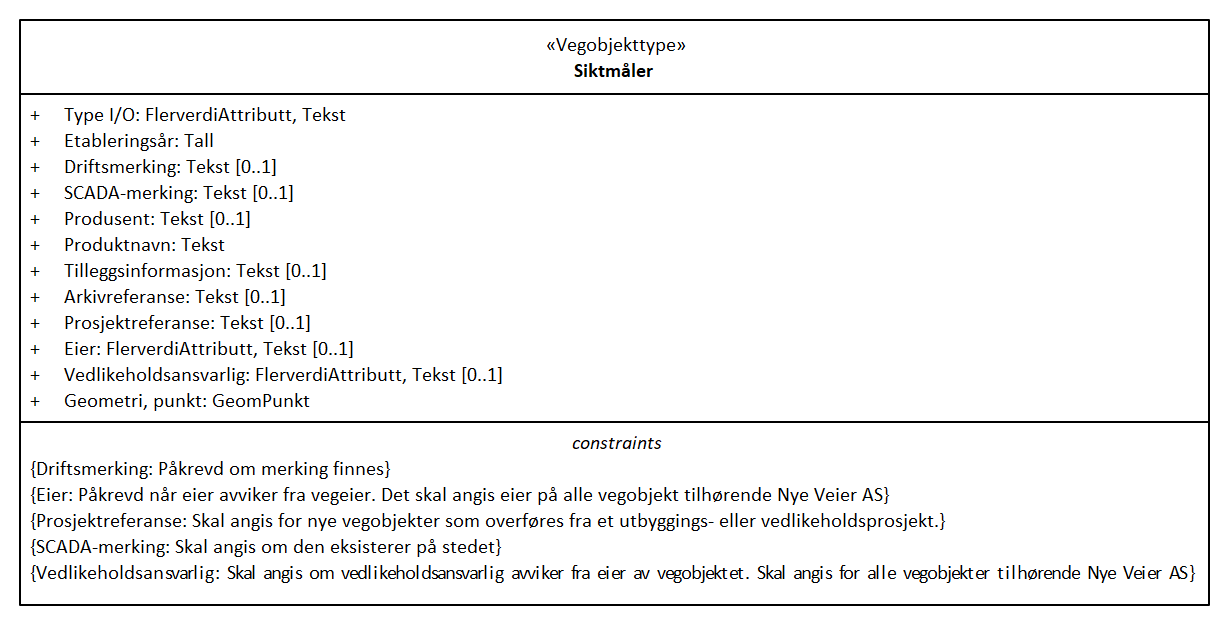 «Vegobjekttype»
Siktmåler
+ Type I/O: FlerverdiAttributt, Tekst
+ Etableringsår: Tall
+ Driftsmerking: Tekst [0..1]
+ SCADA-merking: Tekst [0..1]
+ Produsent: Tekst [0..1]
+ Produktnavn: Tekst
+ Tilleggsinformasjon: Tekst [0..1]
+ Arkivreferanse: Tekst [0..1]
+ Prosjektreferanse: Tekst [0..1]
+ Eier: FlerverdiAttributt, Tekst [0..1]
+ Vedlikeholdsansvarlig: FlerverdiAttributt, Tekst [0..1]
+ Geometri, punkt: GeomPunkt
constraints
{Driftsmerking: Påkrevd om merking finnes}
{Eier: Påkrevd når eier avviker fra vegeier. Det skal angis eier på alle vegobjekt tilhørende Nye Veier AS}
{Prosjektreferanse: Skal angis for nye vegobjekter som overføres fra et utbyggings- eller vedlikeholdsprosjekt.}
{SCADA-merking: Skal angis om den eksisterer på stedet}
{Vedlikeholdsansvarlig: Skal angis om vedlikeholdsansvarlig avviker fra eier av vegobjektet. Skal angis for alle vegobjekter tilhørende Nye Veier AS}